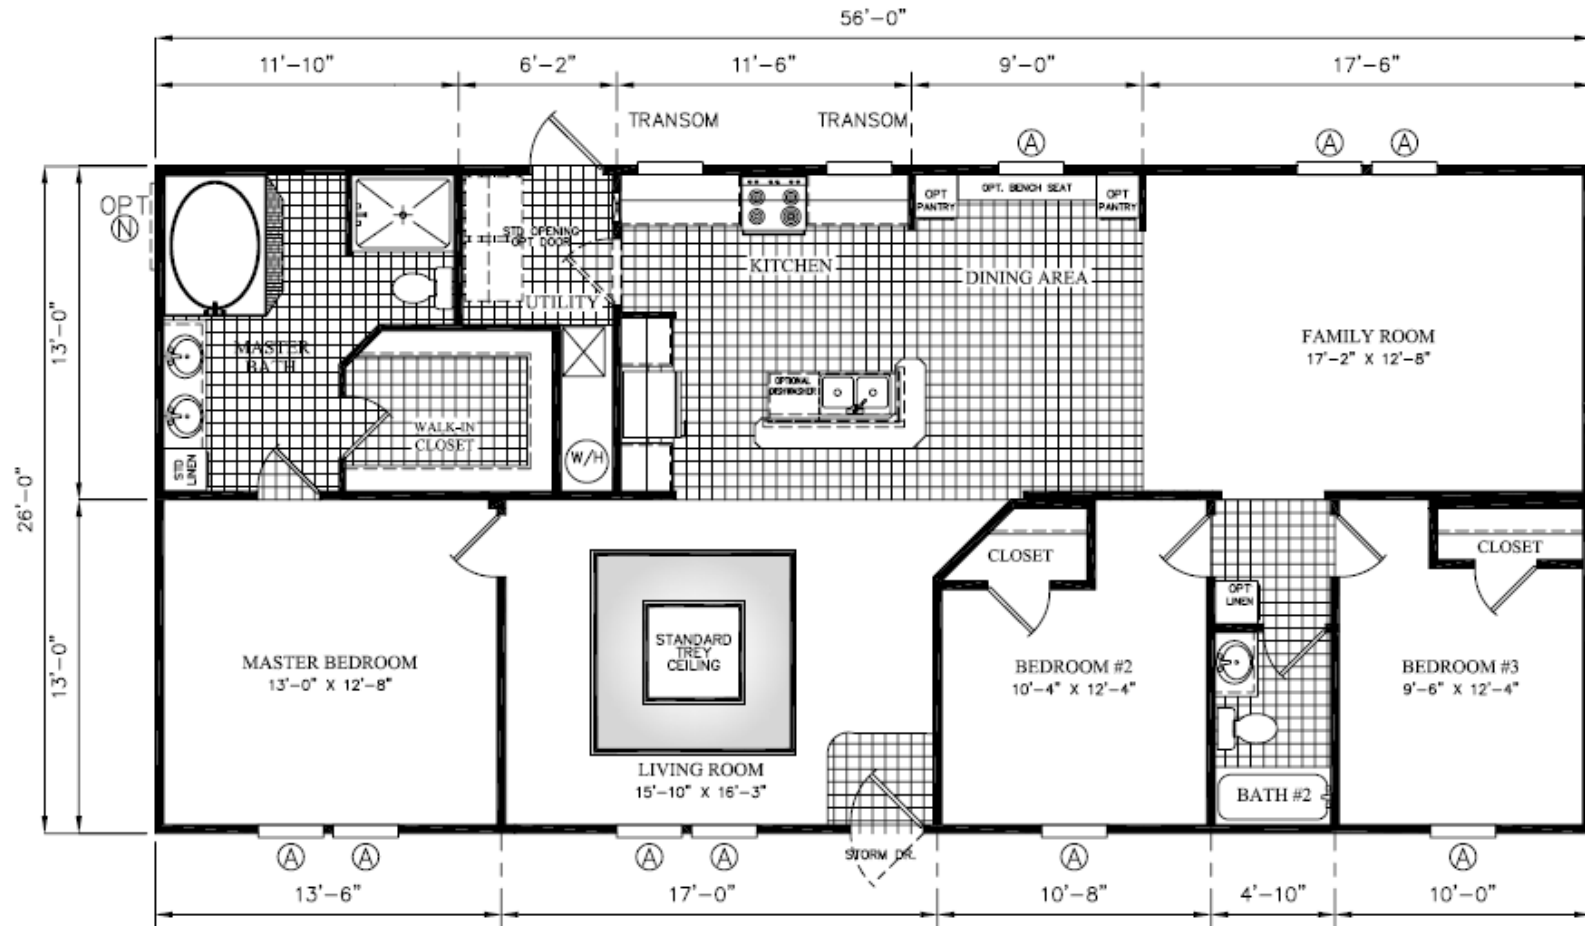 56'-0"
11'-10"
6'-2"
11'-6"
9'-0"
17'-6"
TRANSOM
TRANSOM
A
A
A
OPT
N
OPT
PANTRY
OPT. BENCH SEAT
OPT
PANTRY
STD OPENING
OPT DOOR
KITCHEN
DINING AREA
UTILITY
13'-0"
MASTER
BATH
FAMILY ROOM
17'-2" X 12'-8"
OPTIONAL
DISHWASHER
WALK-IN
CLOSET
STD
LINEN
W/H
26'-0"
CLOSET
CLOSET
OPT
LINEN
13'-0"
STANDARD
TREY
CEILING
MASTER BEDROOM
13'-0" X 12'-8"
BEDROOM #2
10'-4" X 12'-4"
BEDROOM #3
9'-6" X 12'-4"
LIVING ROOM
15'-10" X 16'-3"
BATH #2
A
A
A
A
STORM DR.
A
A
13'-6"
17'-0"
10'-8"
4'-10"
10'-0"